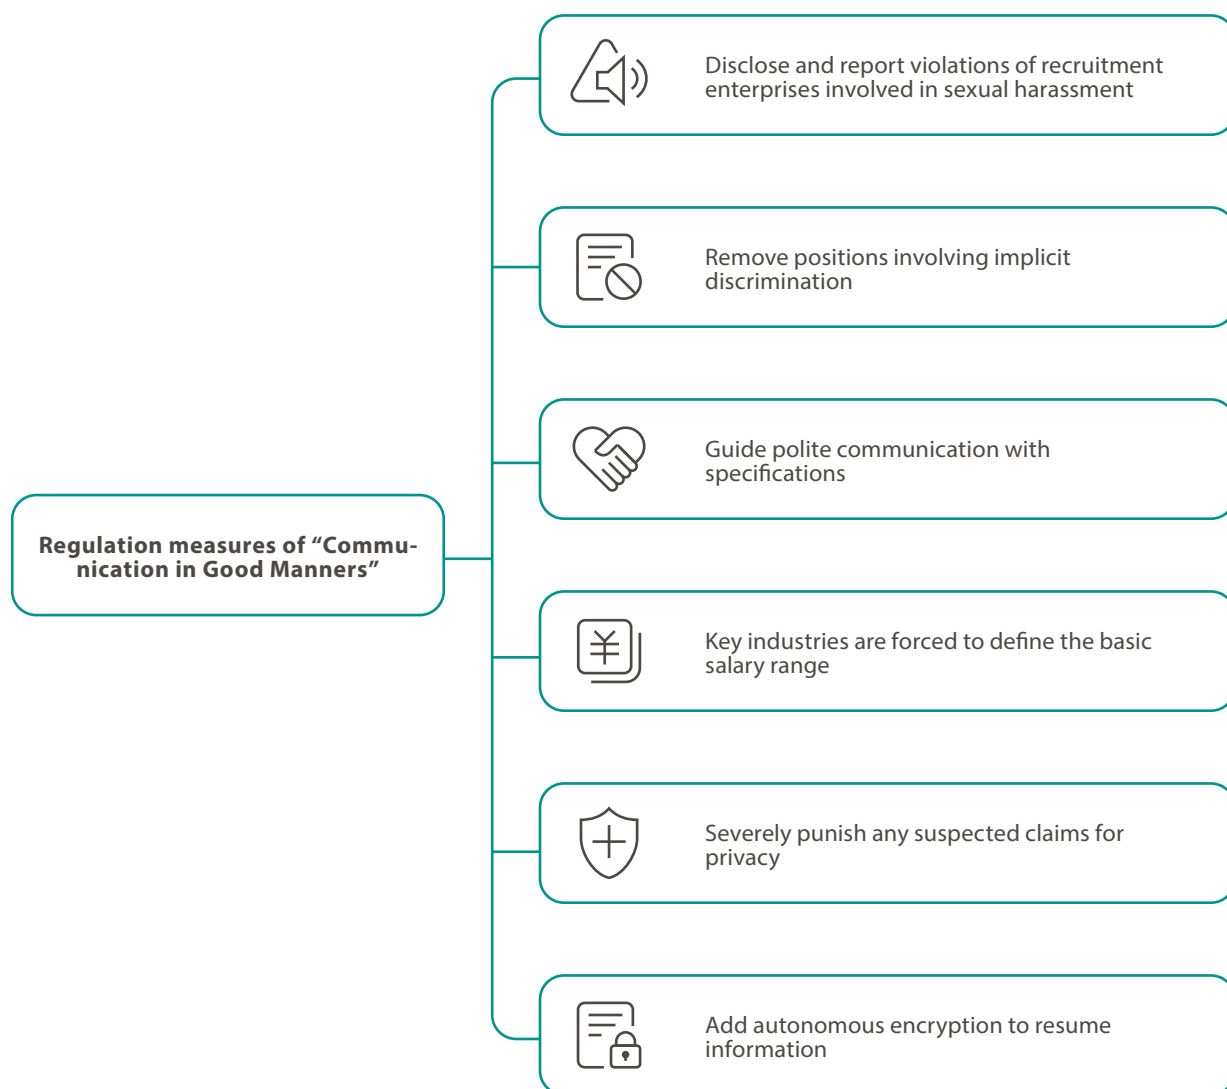 Disclose and report violations of recruitment
enterprises involved in sexual harassment
Remove positions involving implicit
discrimination
Guide polite communication with
specifications
Regulation measures of “Commu-
nication in Good Manners”
Key industries are forced to define the basic
salary range
Severely punish any suspected claims for
privacy
Add autonomous encryption to resume
information